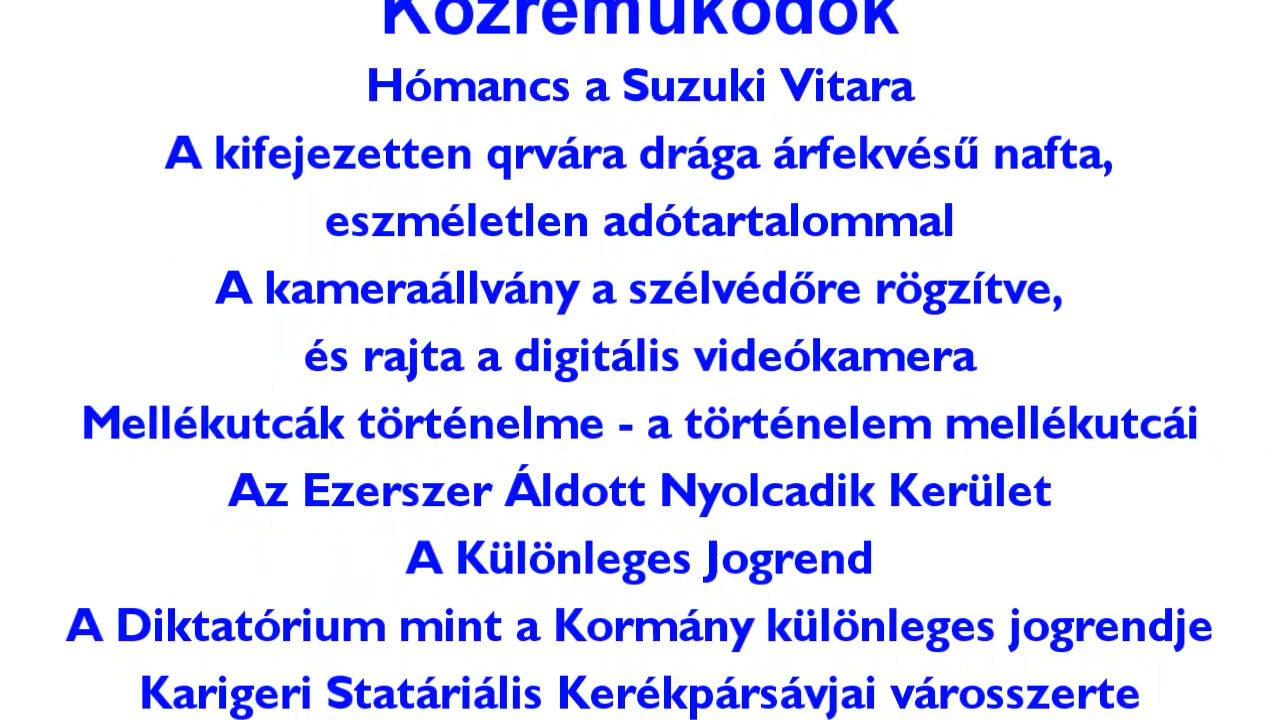 Közreműködők
Hómancs a Suzuki Vitara
A kifejezetten qrvára drága árfekvésű nafta,
eszméletlen adótartalommal
A kameraállvány a szélvédőre rögzítve,
és rajta a digitális videókamera
Mellékutcák történelme - a történelem mellékutcái
Az Ezerszer Áldott Nyolcadik Kerület
A Különleges Jogrend
A Diktatórium mint a Kormány különleges jogrendje
Karigeri Statáriális Kerékpársávjai városszerte